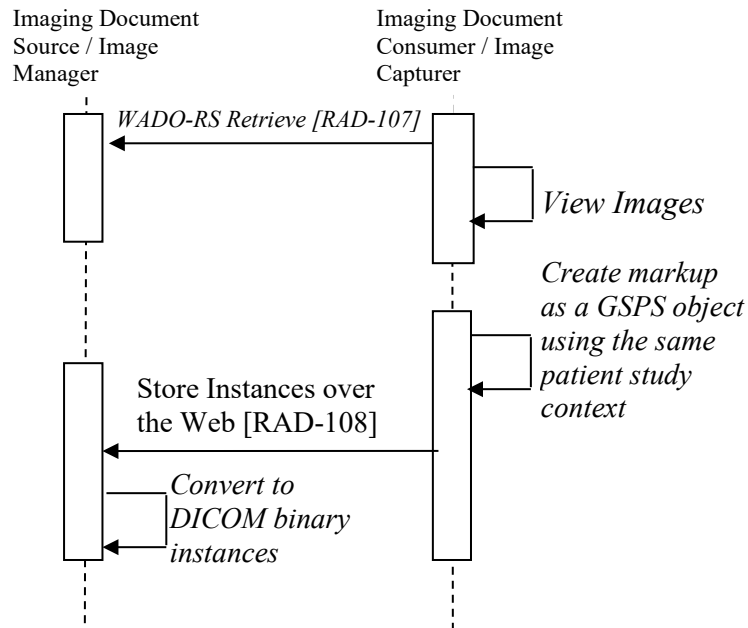 Imaging Document
Source / Image
Manager
Imaging Document
Consumer / Image
Capturer
WADO-RS Retrieve [RAD-107]
View Images
Create markup
as a GSPS object
using the same
patient study
context
Store Instances over
the Web [RAD-108]
Convert to
DICOM binary
instances